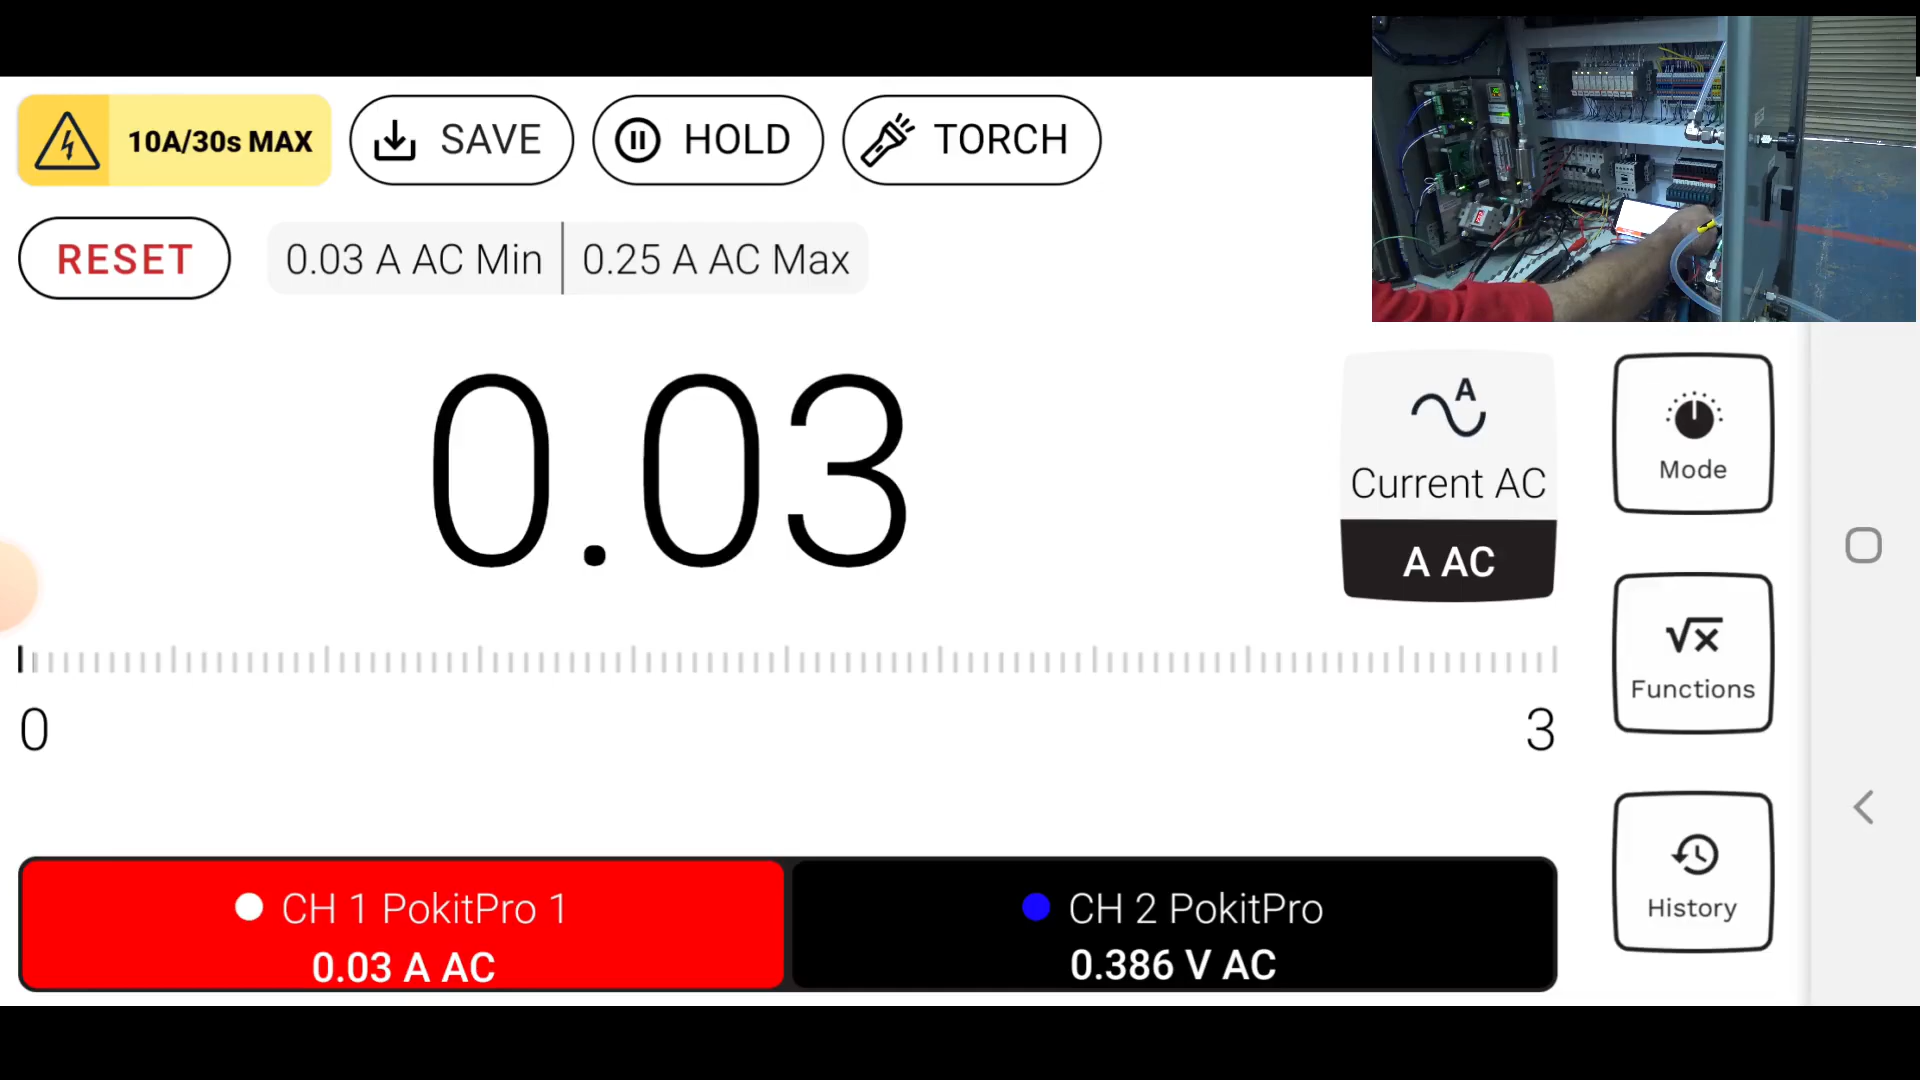 10A/30s MAX
SAVE
HOLD
TORCH
RESET
0.03 A AC Min
0.25 A AC Max
0.03
A
Current AC
A AC
Mode
√x
Functions
0
3
History
CH 1 PokitPro 1
0.03 A AC
CH 2 PokitPro
0.386 V AC